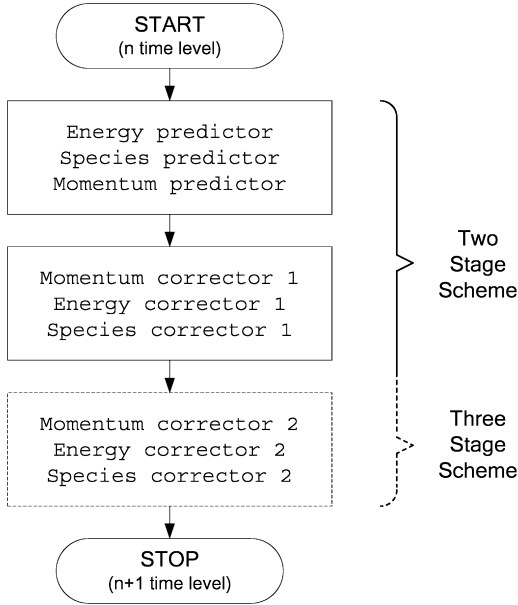 START
(n time level)
Energy predictor
Species predictor
Momentum predictor
Momentum corrector 1
Energy corrector 1
Species corrector 1
Two
Stage
Scheme
Momentum corrector 2
Energy corrector 2
Species corrector 2
Three
Stage
Scheme
STOP
(n+1 time level)